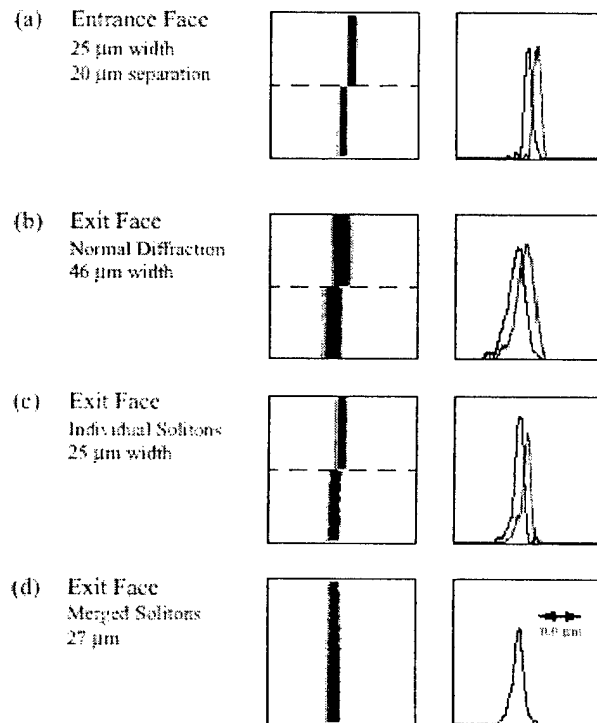 (a) Entrance Face
25 μm width
20 μm separation
(b) Exit Face
Normal Diffraction
46 μm width
(c) Exit Face
Individual Solitons
25 μm width
(d) Exit Face
Merged Solitons
27 μm
μm